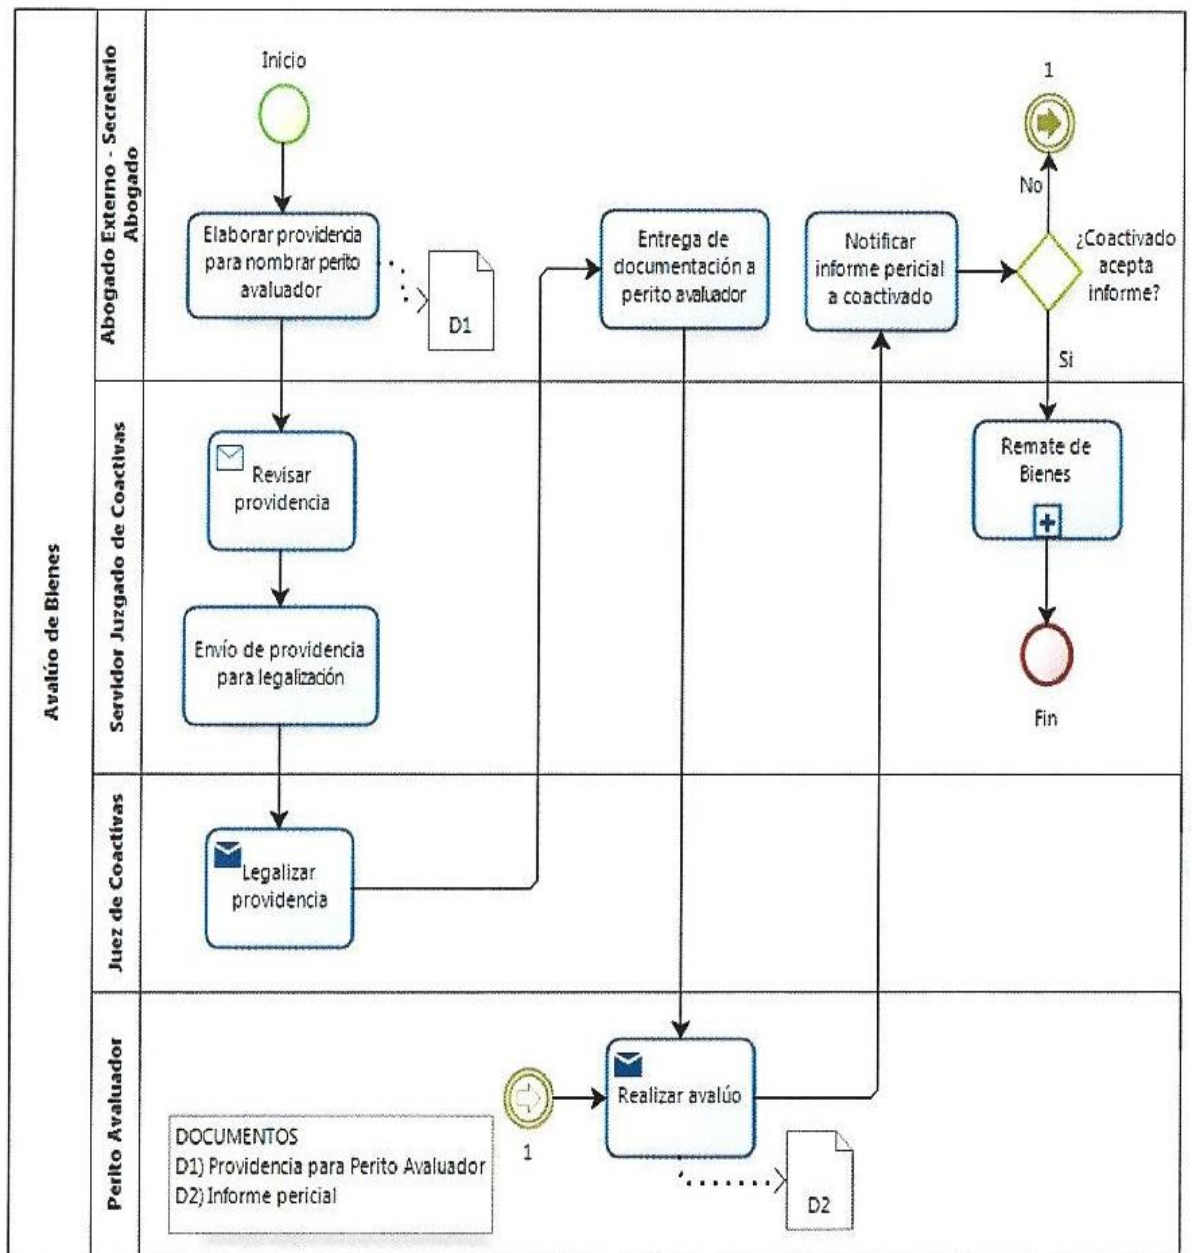 Avalúo de Bienes
Abogado Externo - Secretario
Abogado
Inicio
Elaborar providencia
para nombrar perito
avaluador
D1
Entrega de
documentación a
perito avaluador
Notificar
informe pericial
a coactivado
1
No
¿Coactivado
acepta
informe?
Si
Servidor Juzgado de Coactivas
Revisar
providencia
Envío de providencia
para legalización
Remate de
Bienes
Fin
Juez de Coactivas
Legalizar
providencia
Perito Avaluador
1
Realizar avalúo
D2
DOCUMENTOS
D1) Providencia para Perito Avaluador
D2) Informe pericial